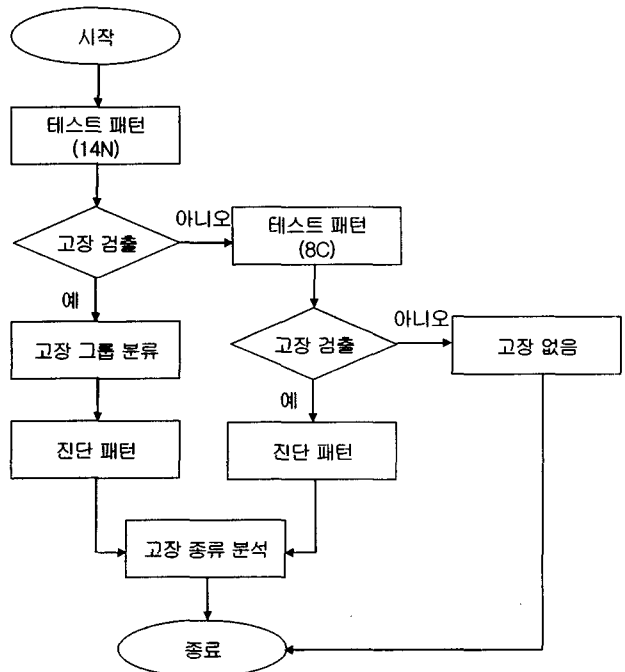 시작
테스트 패턴
(14N)
고장 검출
아니오
테스트 패턴
(8C)
예
고장 그룹 분류
고장 검출
아니오
고장 없음
예
진단 패턴
진단 패턴
고장 종류 분석
종료